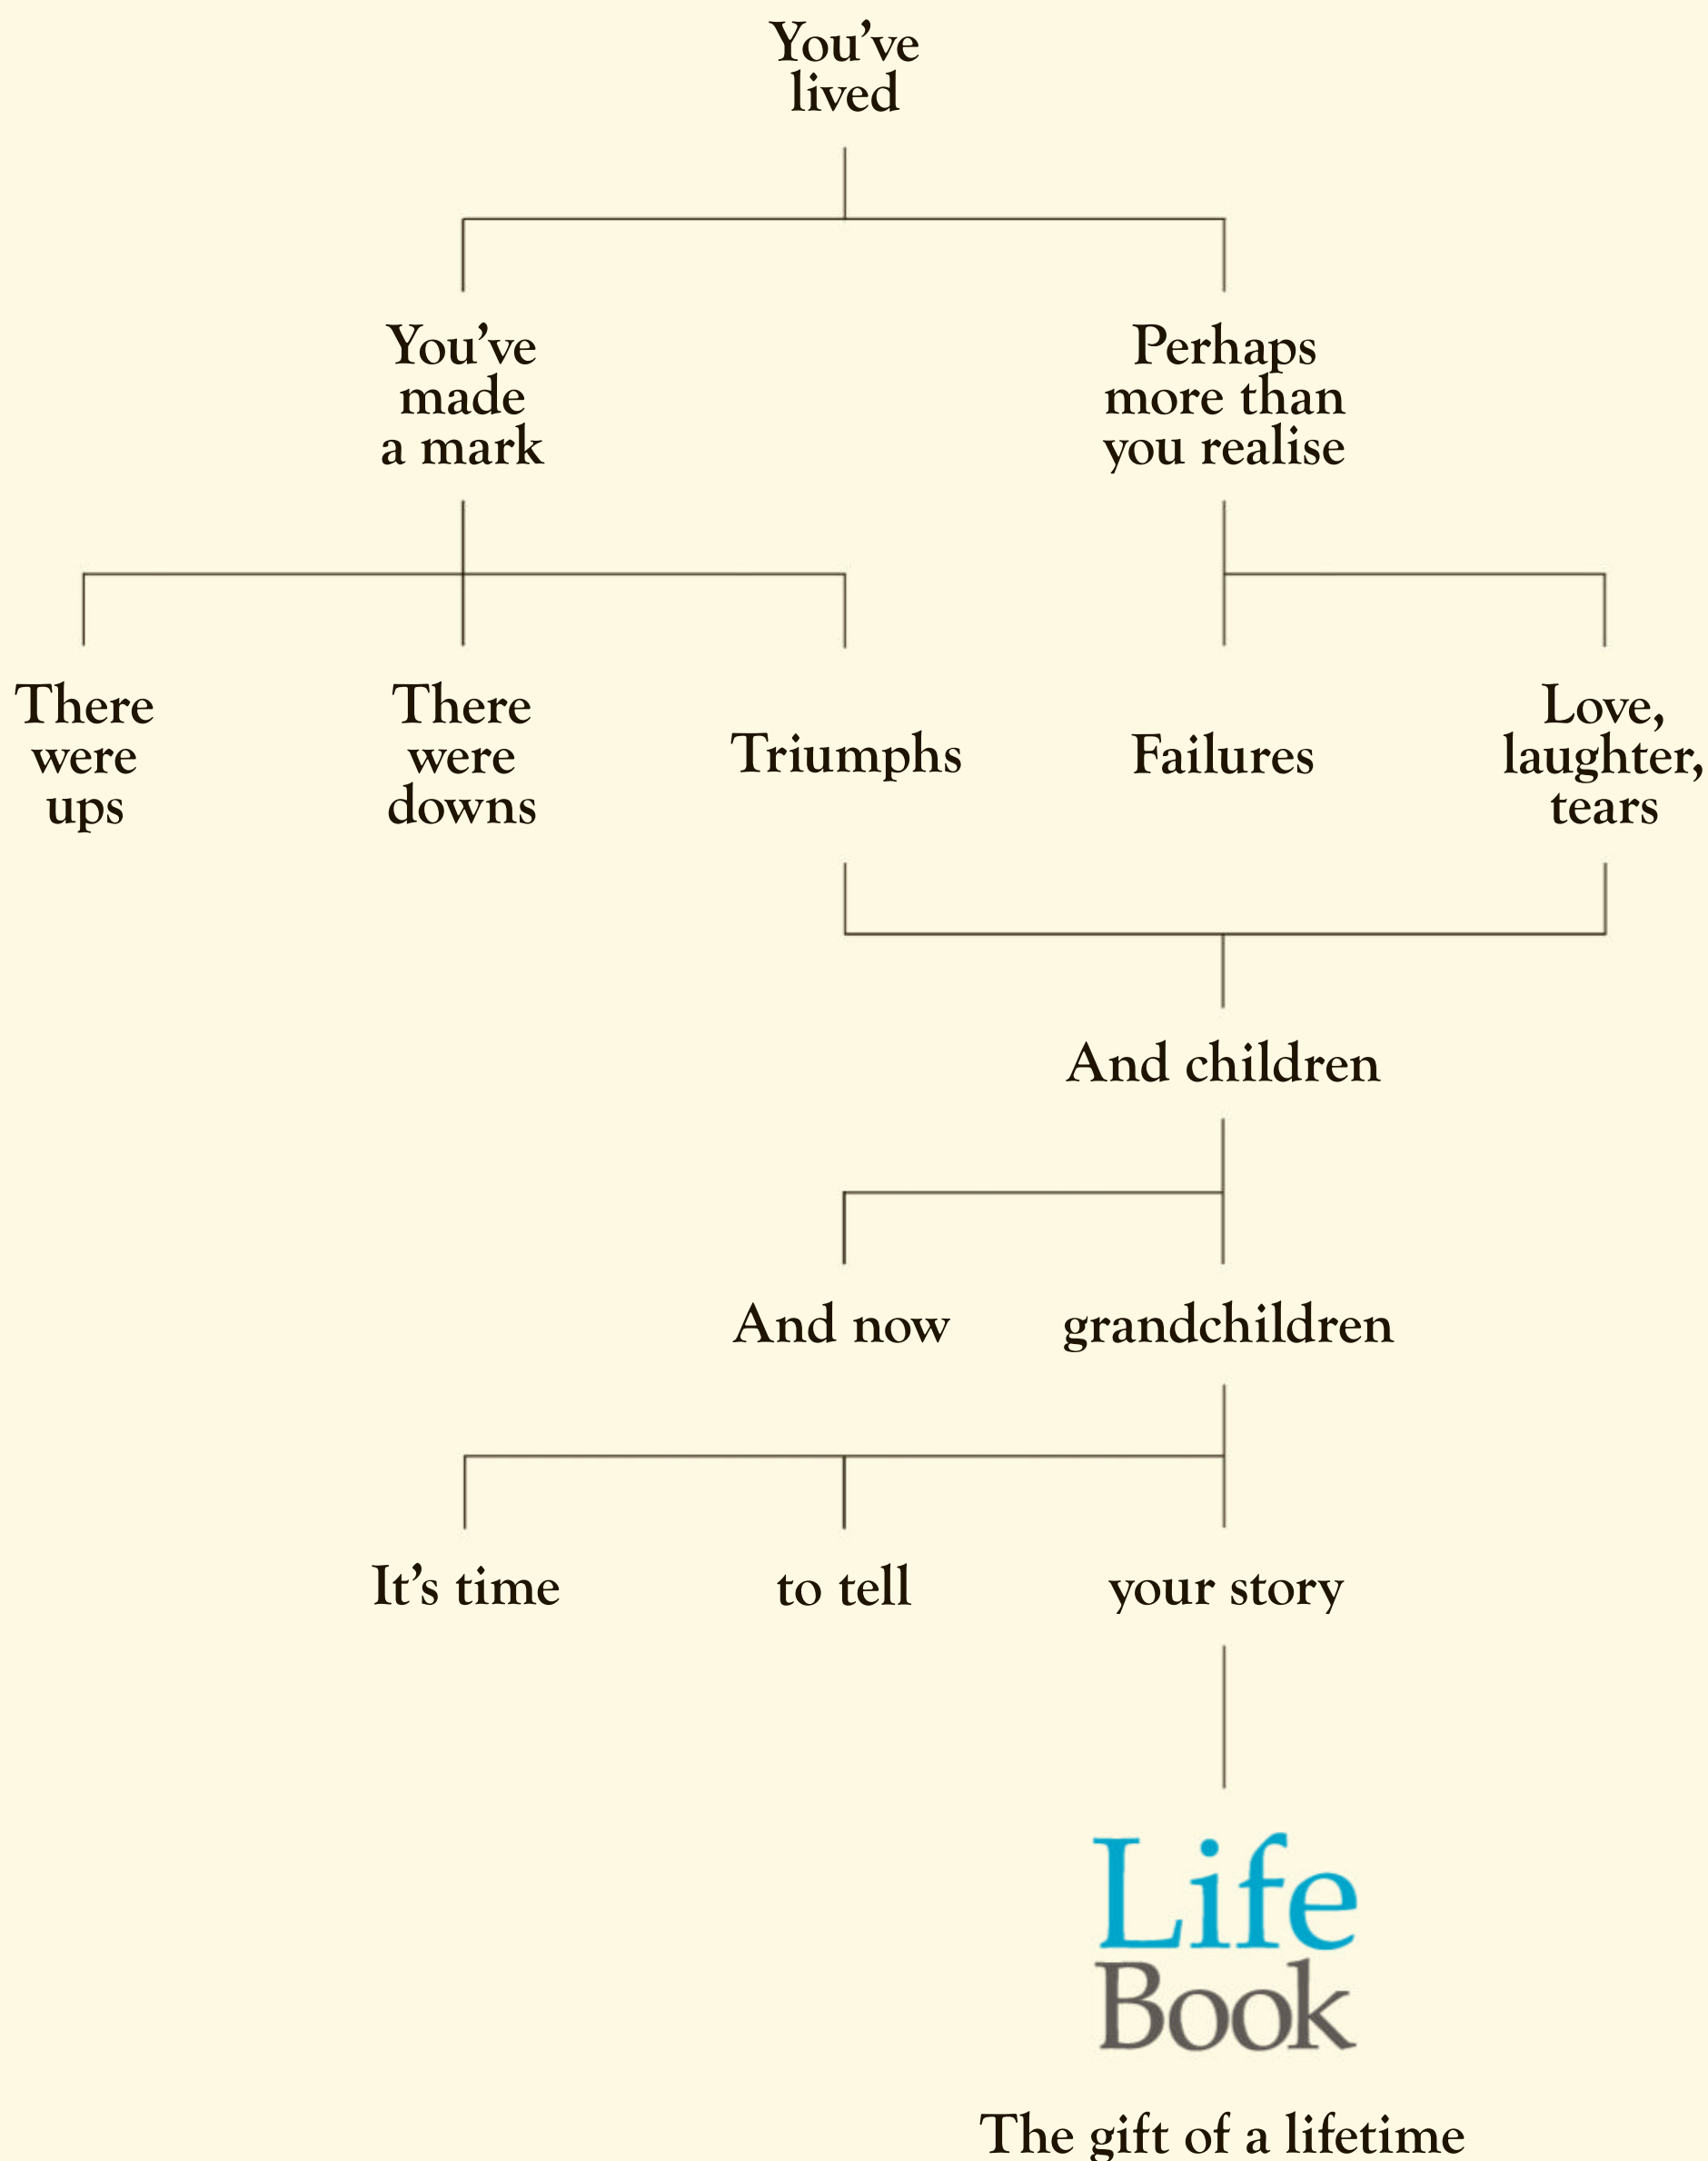 You've
lived
You've
made
a mark
Perhaps
more than
you realise
There
were
ups
There
were
downs
Triumphs
Failures
Love,
laughter,
tears
And children
And now
grandchildren
It's time
to tell
your story
Life
Book
The gift of a lifetime